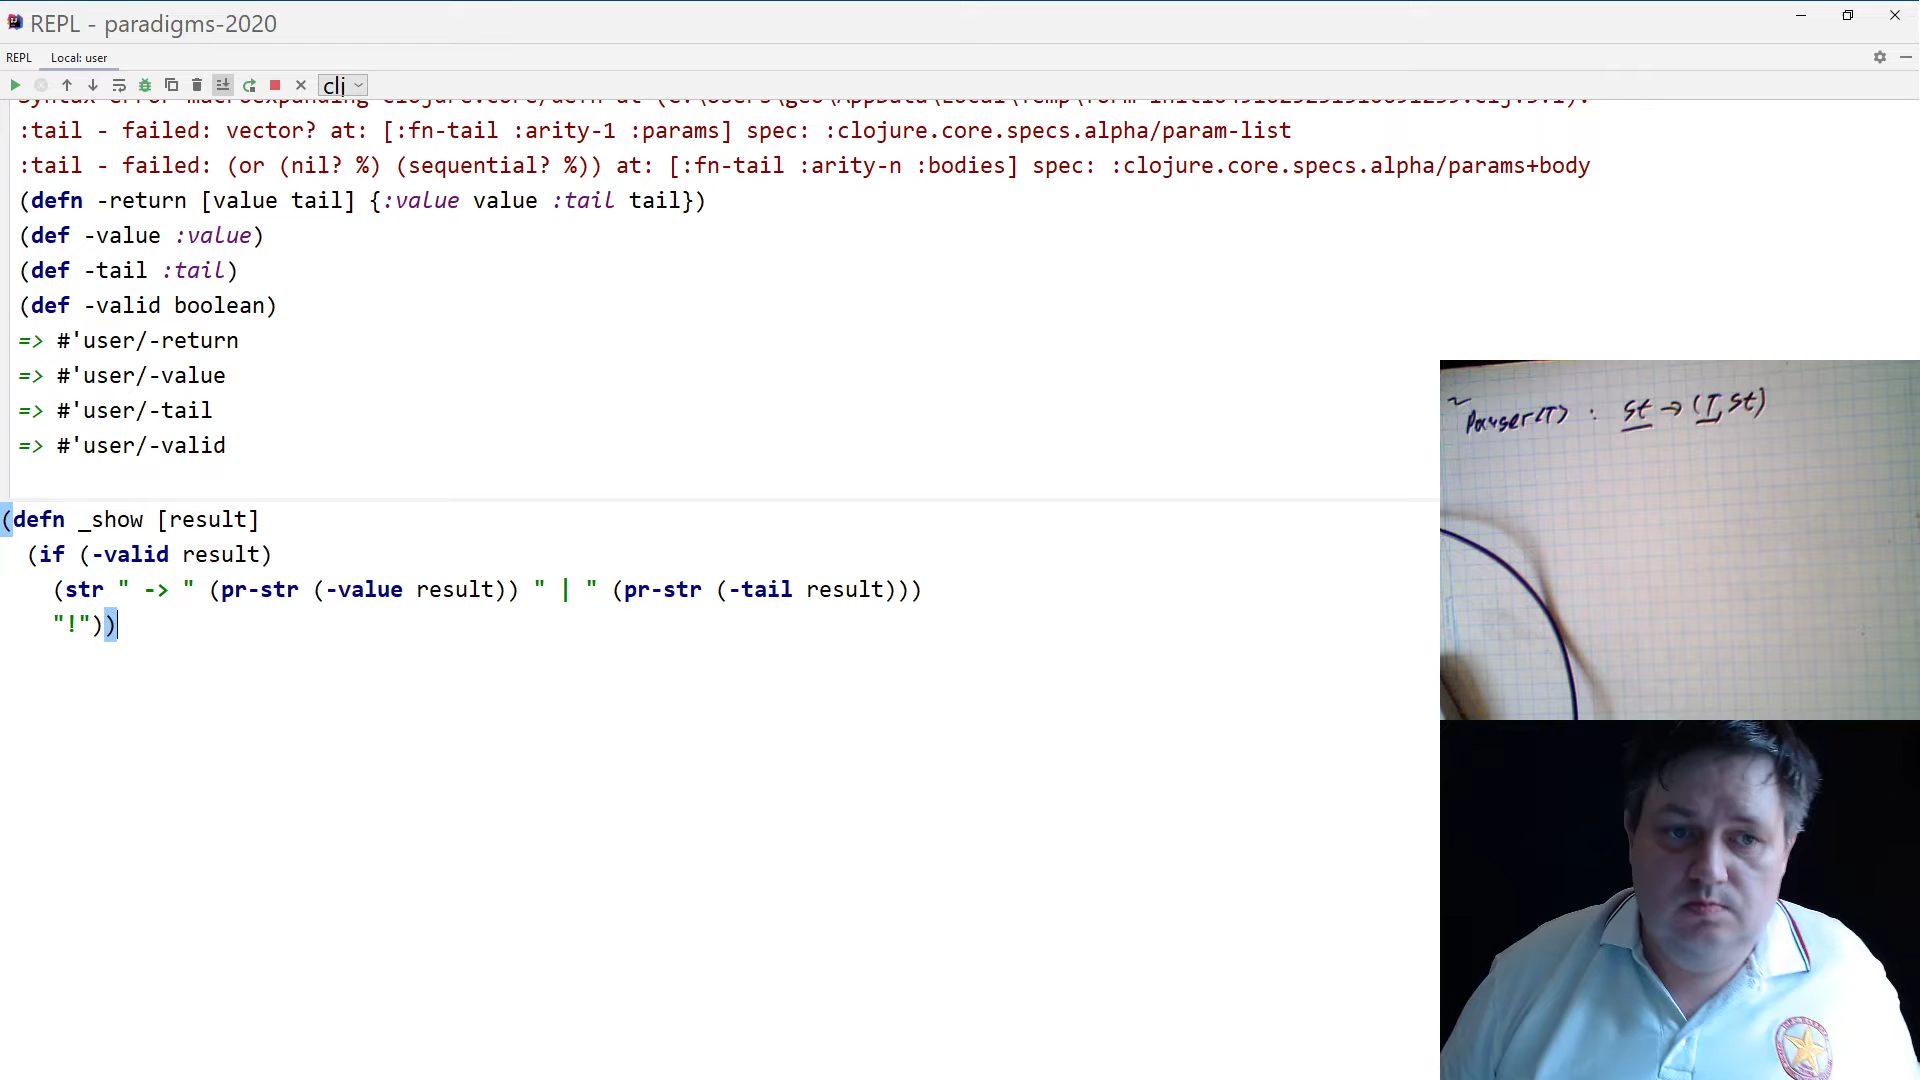 REPL - paradigms-2020
REPL Local: user
clj
:tail - failed: vector? at: [:fn-tail :arity-1 :params] spec: :clojure.core.specs.alpha/param-list
:tail - failed: (or (nil? %) (sequential? %)) at: [:fn-tail :arity-n :bodies] spec: :clojure.core.specs.alpha/params+body
(defn -return [value tail] {:value value :tail tail})
(def -value :value)
(def -tail :tail)
(def -valid boolean)
=> #'user/-return
=> #'user/-value
=> #'user/-tail
=> #'user/-valid
(defn _show [result]
(if (-valid result)
(str " -> " (pr-str (-value result)) " | " (pr-str (-tail result)))
"!"))
Parser(T) : St → (T, St)